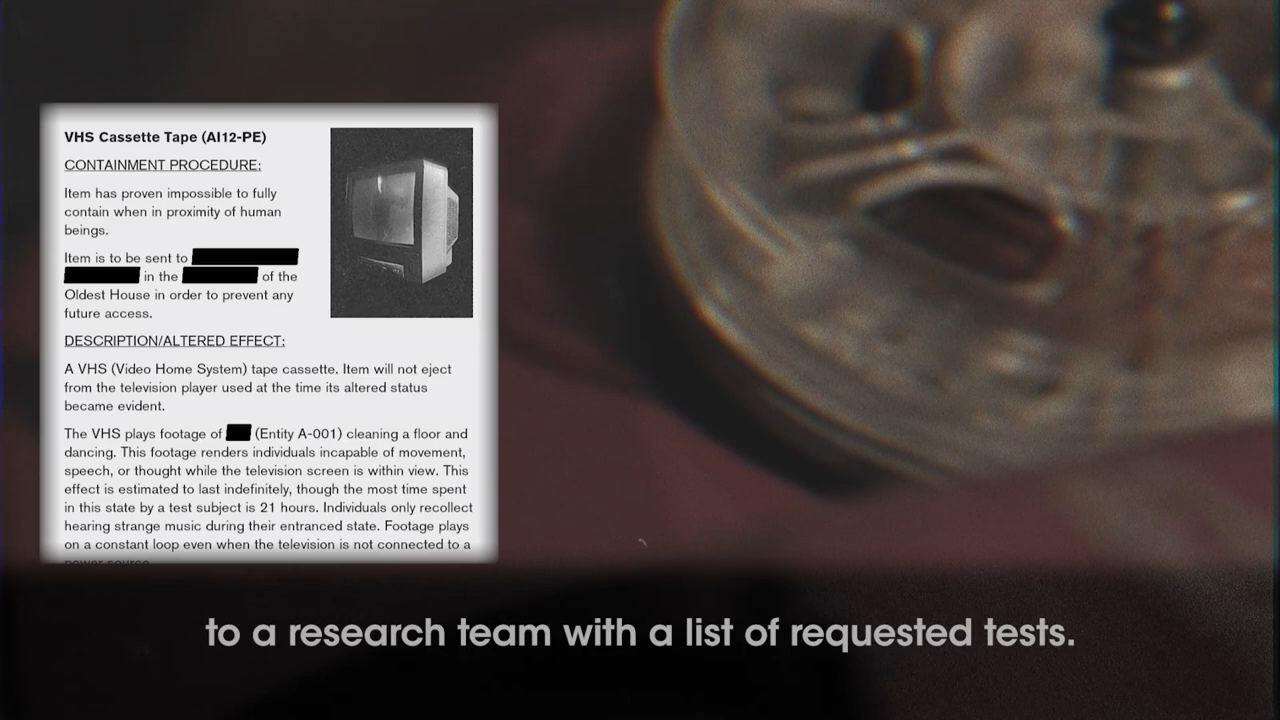 VHS Cassette Tape (AI12-PE)
CONTAINMENT PROCEDURE:
Item has proven impossible to fully
contain when in proximity of human
beings.
Item is to be sent to
in the of the
Oldest House in order to prevent any
future access.
DESCRIPTION/ALTERED EFFECT:
A VHS (Video Home System) tape cassette. Item will not eject
from the television player used at the time its altered status
became evident.
The VHS plays footage of (Entity A-001) cleaning a floor and
dancing. This footage renders individuals incapable of movement,
speech, or thought while the television screen is within view. This
effect is estimated to last indefinitely, though the most time spent
in this state by a test subject is 21 hours. Individuals only recollect
hearing strange music during their entranced state. Footage plays
on a constant loop even when the television is not connected to a
power source.
to a research team with a list of requested tests.